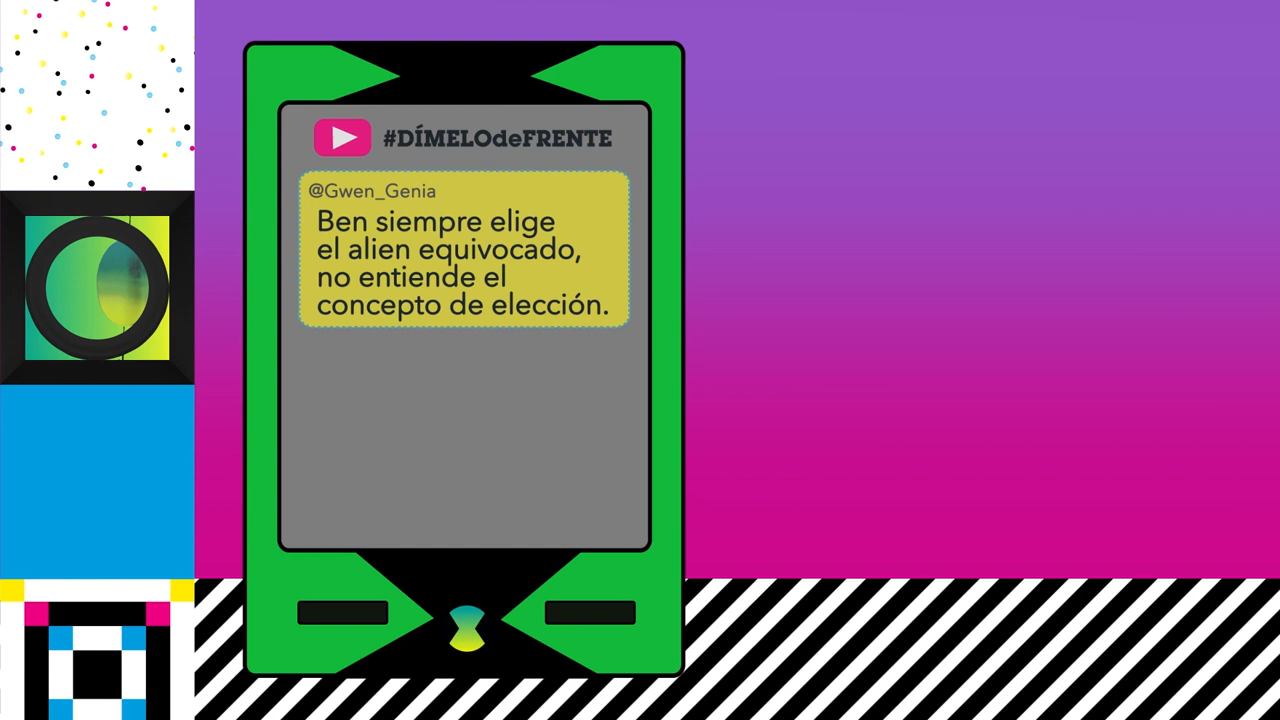 #DÍMELOdeFRENTE
@Gwen_Genia
Ben siempre elige
el alien equivocado,
no entiende el
concepto de elección.